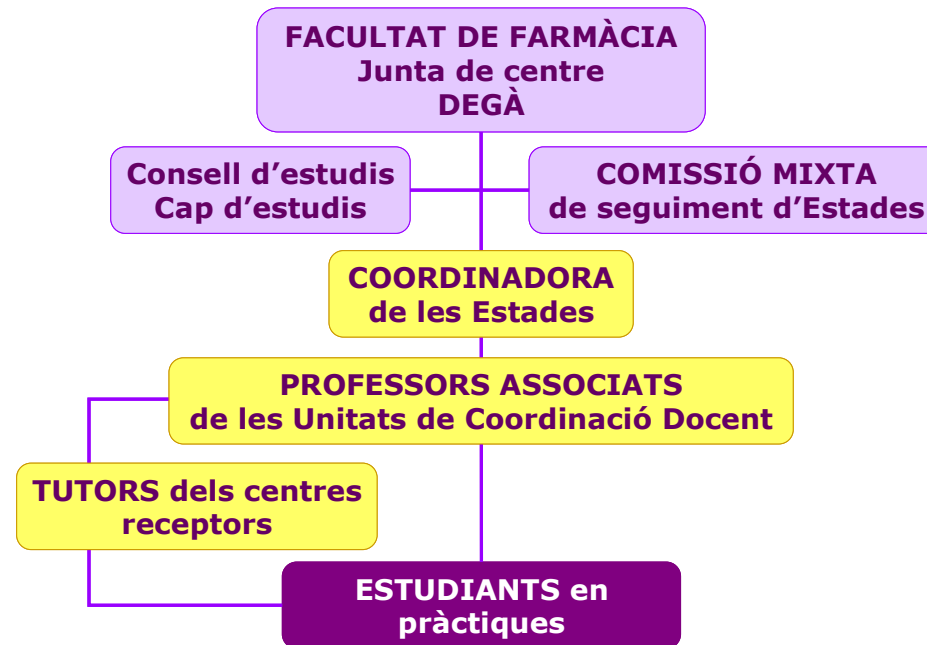 FACULTAT DE FARMÀCIA
Junta de centre
DEGÀ
Consell d’estudis
Cap d’estudis
COMISSIÓ MIXTA
de seguiment d’Estades
COORDINADORA
de les Estades
PROFESSORS ASSOCIATS
de les Unitats de Coordinació Docent
TUTORS dels centres
receptors
ESTUDIANTS en
pràctiques